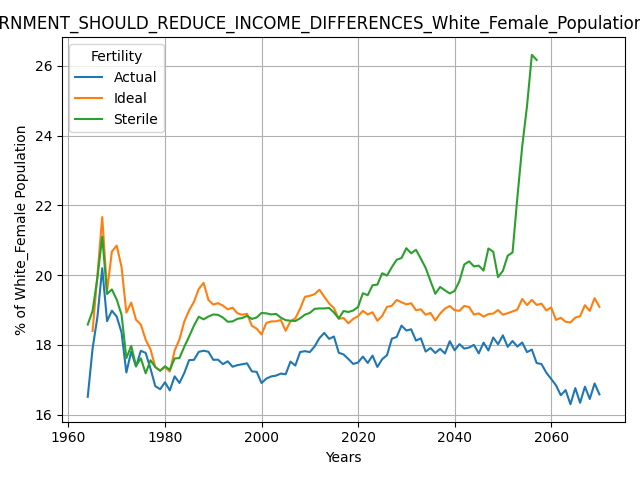 RNMENT_SHOULD_REDUCE_INCOME_DIFFERENCES_White_Female_Population
Fertility
Actual
Ideal
Sterile
% of White_Female Population
26
24
22
20
18
16
1960
1980
2000
2020
2040
2060
Years